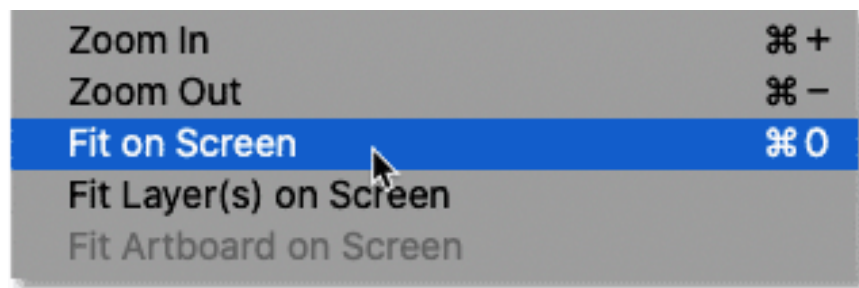 Zoom In ⌘+
Zoom Out ⌘−
Fit on Screen ⌘0
Fit Layer(s) on Screen
Fit Artboard on Screen